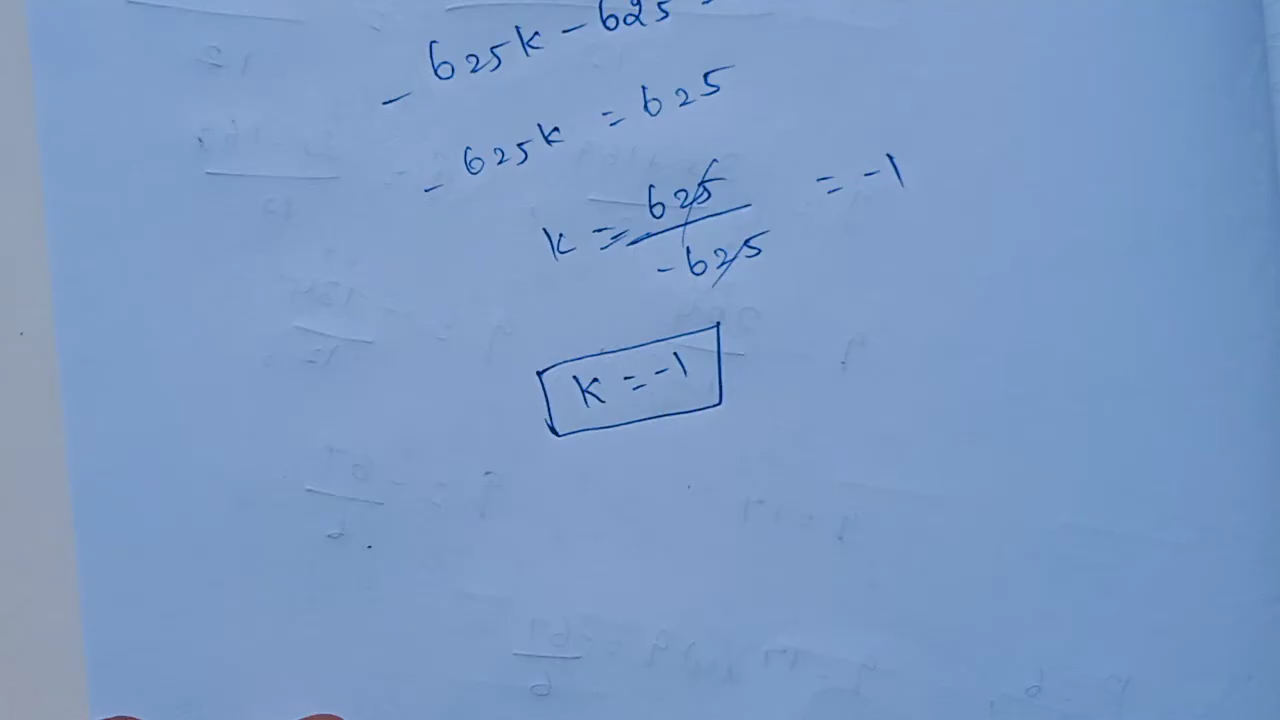 - 625k - 625 -
- 625k = 625
k = 625 / -625 = -1
k = -1